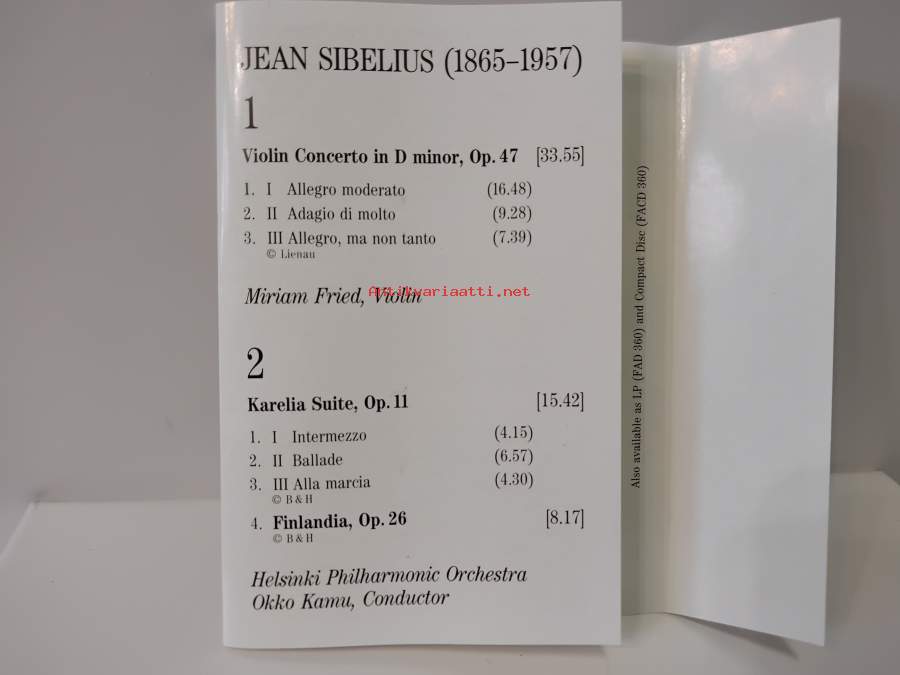 JEAN SIBELIUS (1865–1957)
1
Violin Concerto in D minor, Op. 47 [33.55]
1. I Allegro moderato (16.48)
2. II Adagio di molto (9.28)
3. III Allegro, ma non tanto (7.39)
© Lienau
Miriam Fried, Violin
antikvariaatti.net
2
Karelia Suite, Op. 11 [15.42]
1. I Intermezzo (4.15)
2. II Ballade (6.57)
3. III Alla marcia (4.30)
© B & H
4. Finlandia, Op. 26 [8.17]
© B & H
Helsinki Philharmonic Orchestra
Okko Kamu, Conductor
Also available as LP (FAD 360) and Compact Disc (FACD 360)